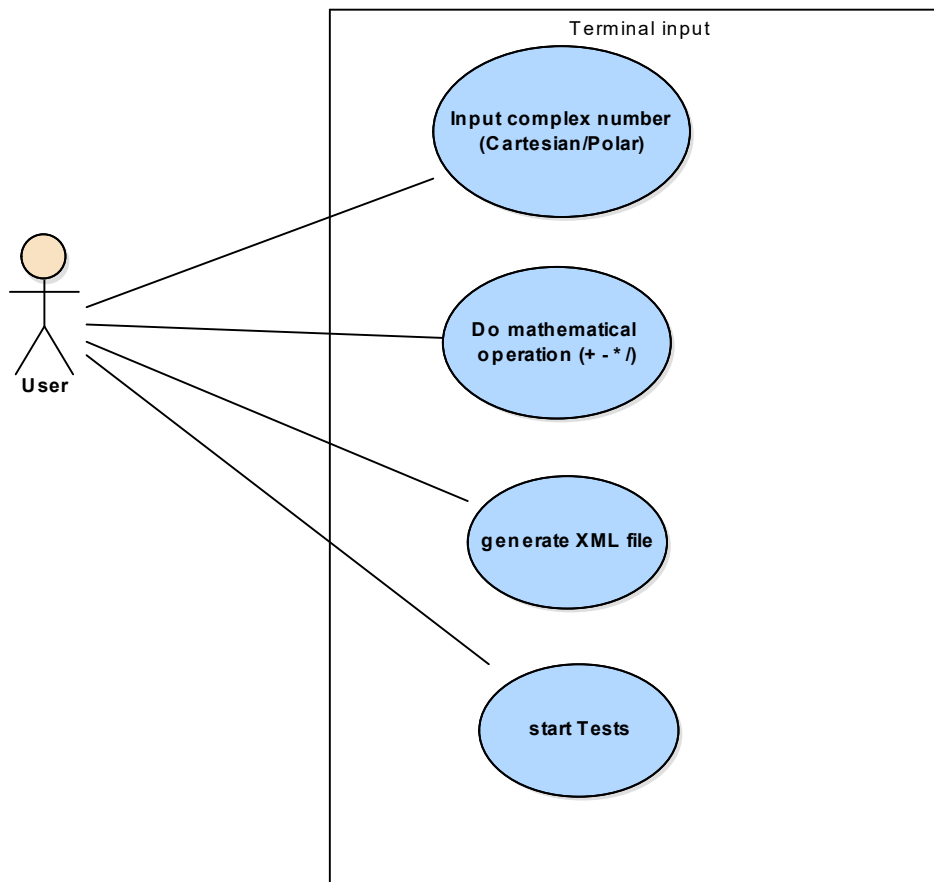 Terminal input
Input complex number
(Cartesian/Polar)
Do mathematical
operation (+ - * /)
User
generate XML file
start Tests